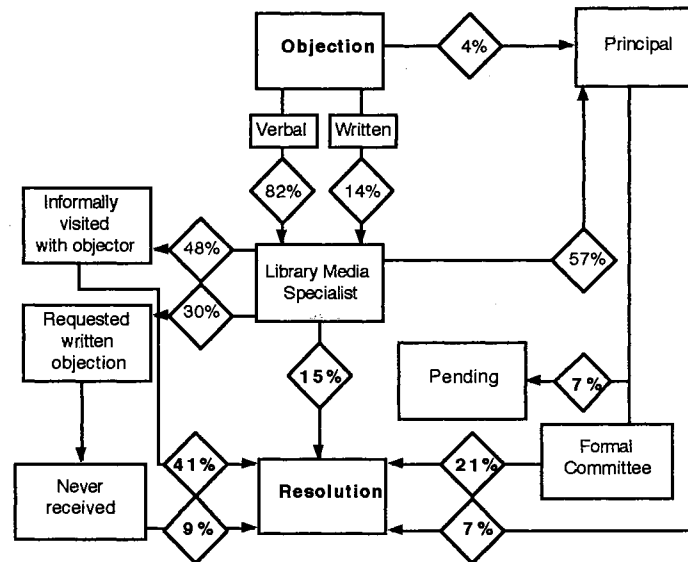 Objection
4%
Principal
Verbal
Written
82%
14%
Informally
visited
with objector
48%
Library Media
Specialist
57%
Requested
written
objection
30%
15%
Pending
7%
Formal
Committee
Never
received
41%
Resolution
21%
9%
7%